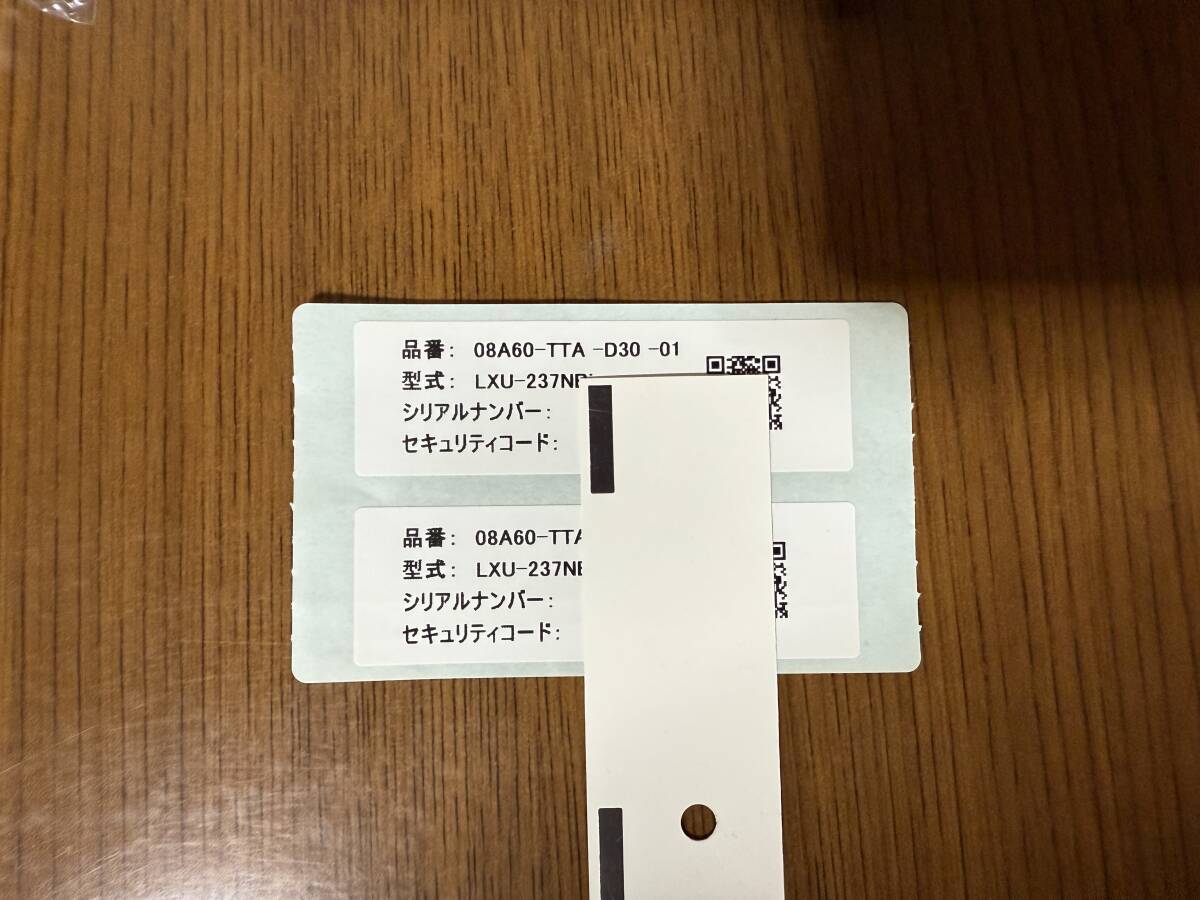 品番: 08A60-TTA -D30 -01
型式: LXU-237NB
シリアルナンバー:
セキュリティコード:
品番: 08A60-TTA
型式: LXU-237N
シリアルナンバー:
セキュリティコード: